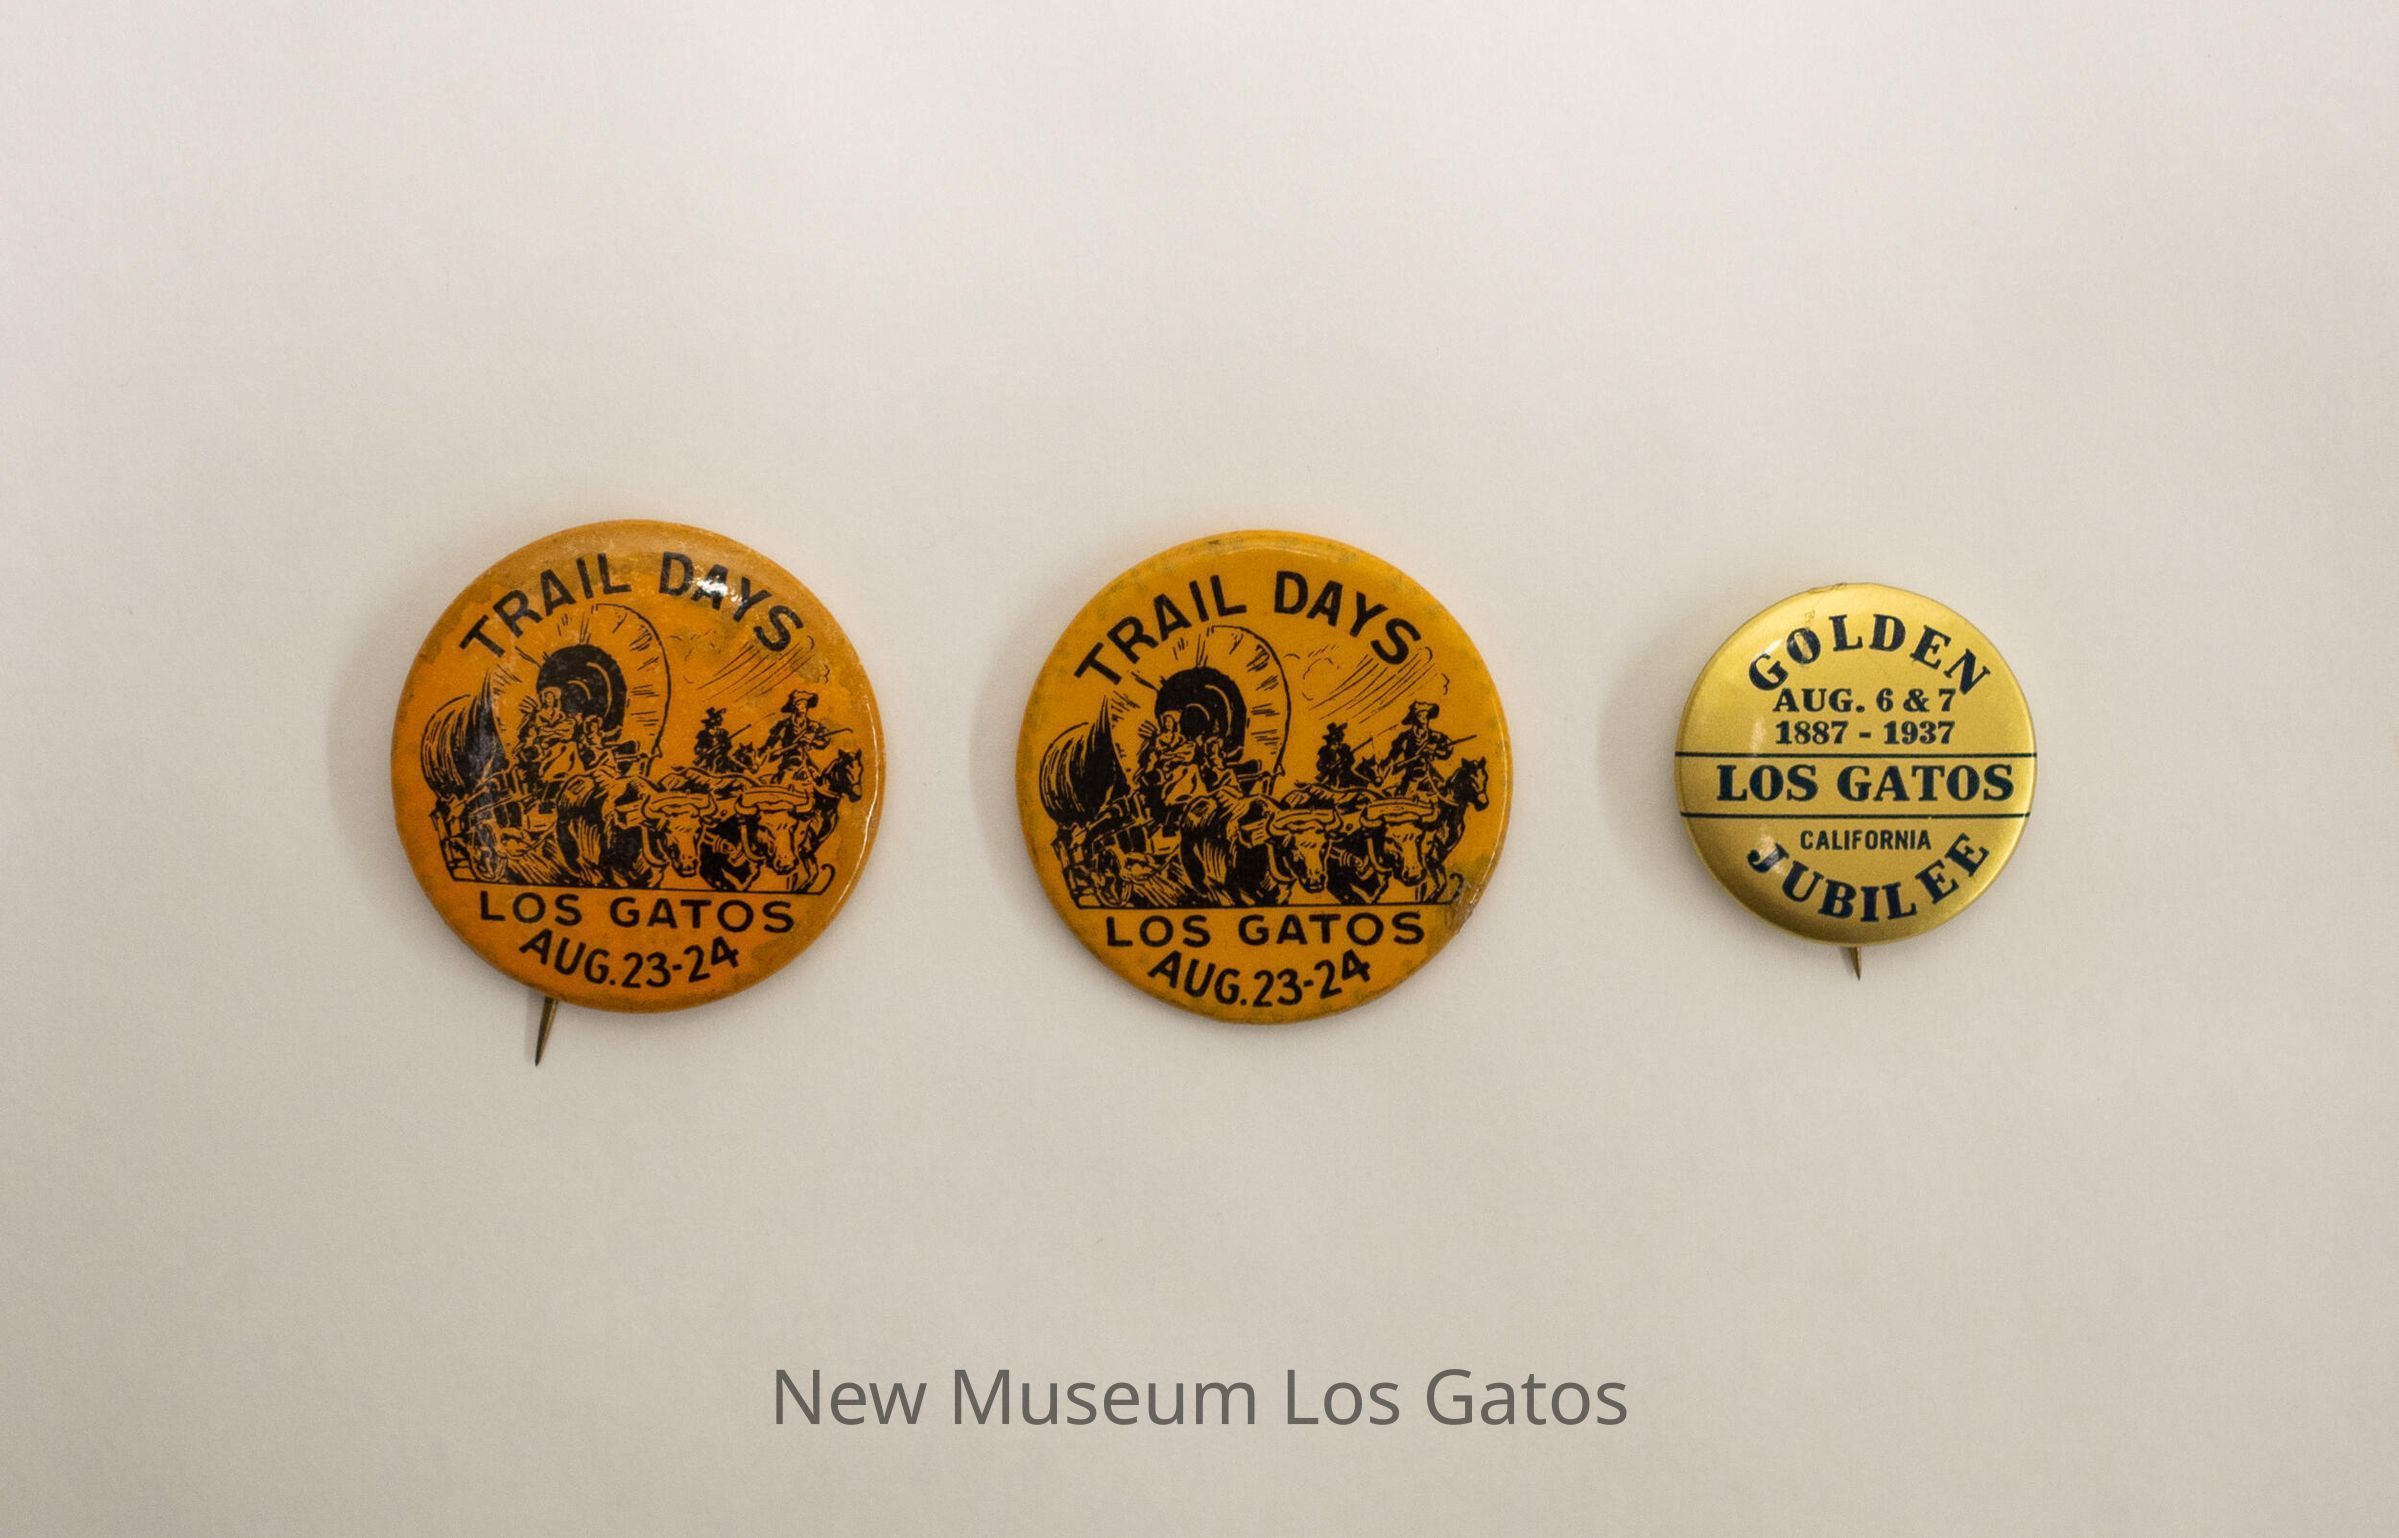 TRAIL DAYS
LOS GATOS
AUG. 23-24
TRAIL DAYS
LOS GATOS
AUG. 23-24
GOLDEN
AUG. 6 & 7
1887 - 1937
LOS GATOS
CALIFORNIA
JUBILEE
New Museum Los Gatos